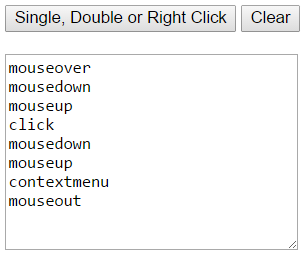 Single, Double or Right Click Clear
mouseover
mousedown
mouseup
click
mousedown
mouseup
contextmenu
mouseout